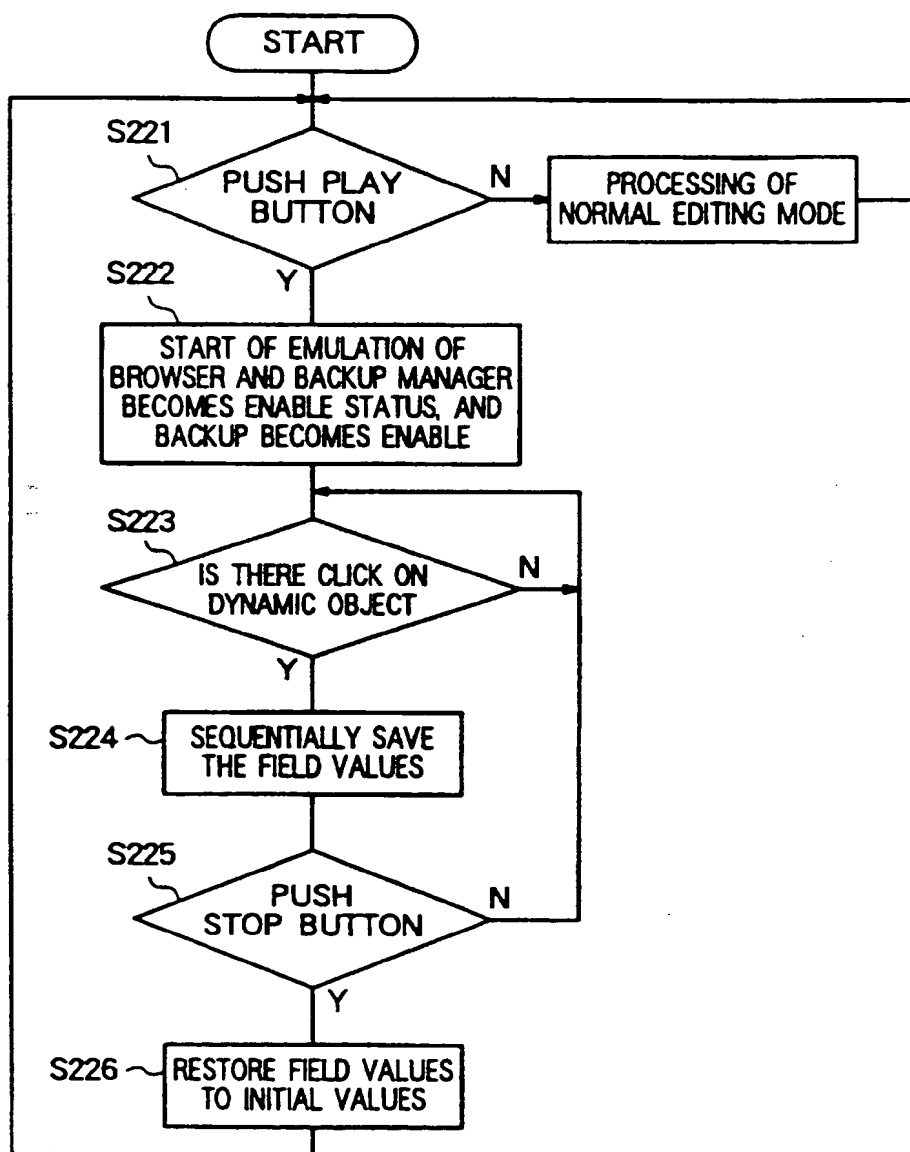 START
S221
PUSH PLAY
BUTTON
N
PROCESSING OF
NORMAL EDITING MODE
Y
S222
START OF EMULATION OF
BROWSER AND BACKUP MANAGER
BECOMES ENABLE STATUS, AND
BACKUP BECOMES ENABLE
S223
IS THERE CLICK ON
DYNAMIC OBJECT
N
Y
S224
SEQUENTIALLY SAVE
THE FIELD VALUES
S225
PUSH
STOP BUTTON
N
Y
S226
RESTORE FIELD VALUES
TO INITIAL VALUES